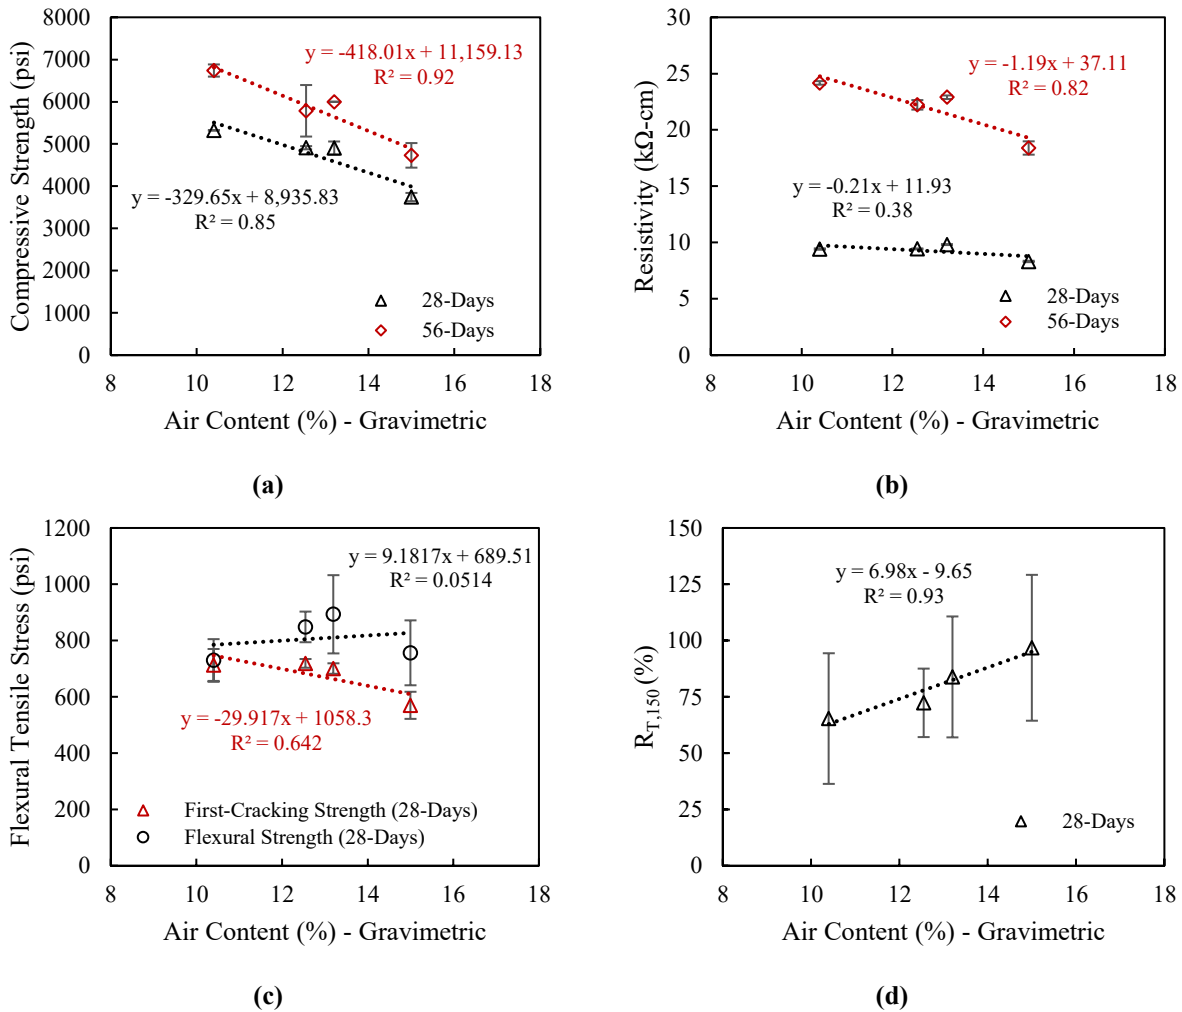 8000
7000
6000
5000
4000
3000
2000
1000
0
Compressive Strength (psi)
y = -418.01x + 11,159.13
R² = 0.92
y = -329.65x + 8,935.83
R² = 0.85
28-Days
56-Days
8 10 12 14 16 18
Air Content (%) - Gravimetric
(a)
30
25
20
15
10
5
0
Resistivity (kΩ-cm)
y = -1.19x + 37.11
R² = 0.82
y = -0.21x + 11.93
R² = 0.38
28-Days
56-Days
8 10 12 14 16 18
Air Content (%) - Gravimetric
(b)
1200
1000
800
600
400
200
0
Flexural Tensile Stress (psi)
y = 9.1817x + 689.51
R² = 0.0514
y = -29.917x + 1058.3
R² = 0.642
First-Cracking Strength (28-Days)
Flexural Strength (28-Days)
8 10 12 14 16 18
Air Content (%) - Gravimetric
(c)
150
125
100
75
50
25
0
R_T,150 (%)
y = 6.98x - 9.65
R² = 0.93
28-Days
8 10 12 14 16 18
Air Content (%) - Gravimetric
(d)